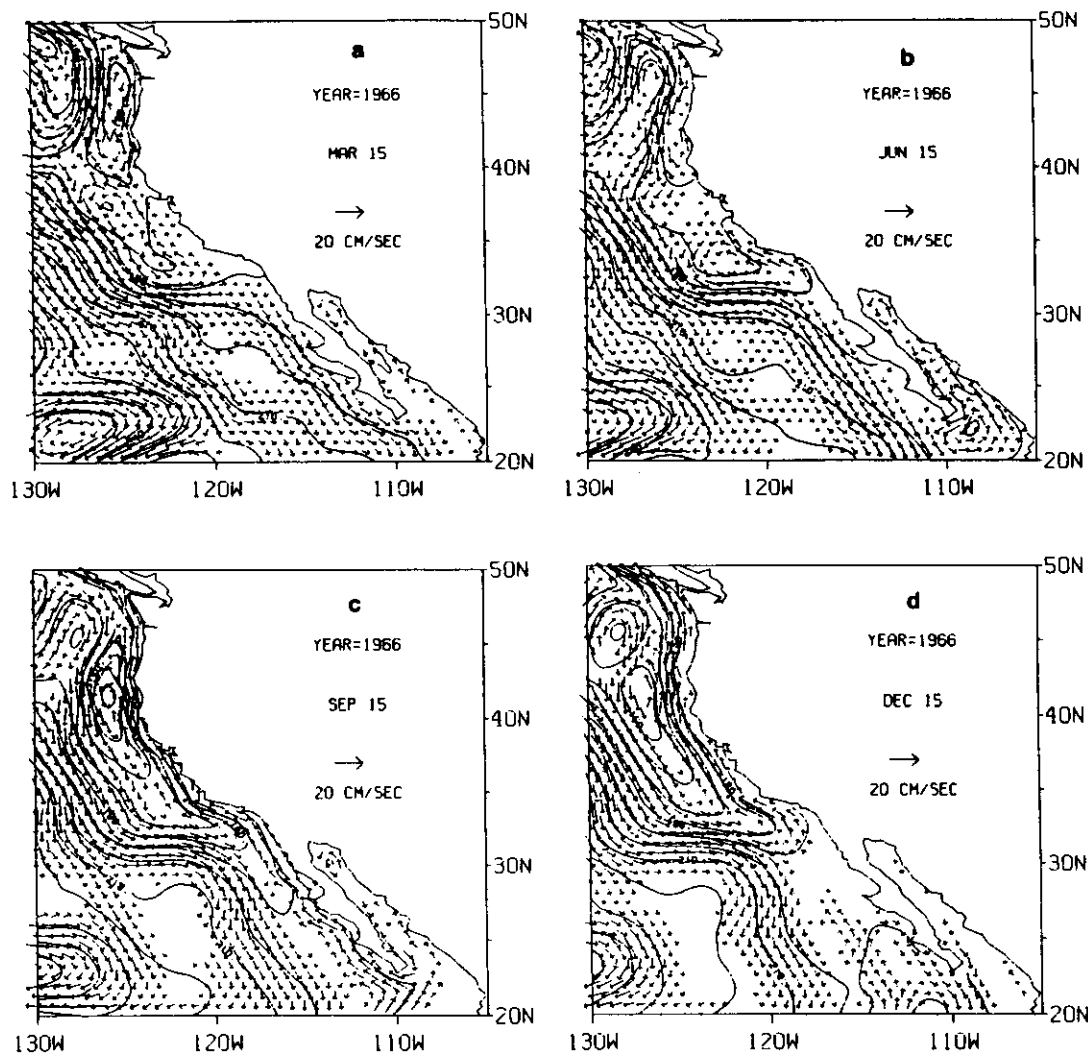 a
YEAR=1966
MAR 15
20 CM/SEC
50N
40N
30N
20N
130W 120W 110W
b
YEAR=1966
JUN 15
20 CM/SEC
50N
40N
30N
20N
130W 120W 110W
c
YEAR=1966
SEP 15
20 CM/SEC
50N
40N
30N
20N
130W 120W 110W
d
YEAR=1966
DEC 15
20 CM/SEC
50N
40N
30N
20N
130W 120W 110W